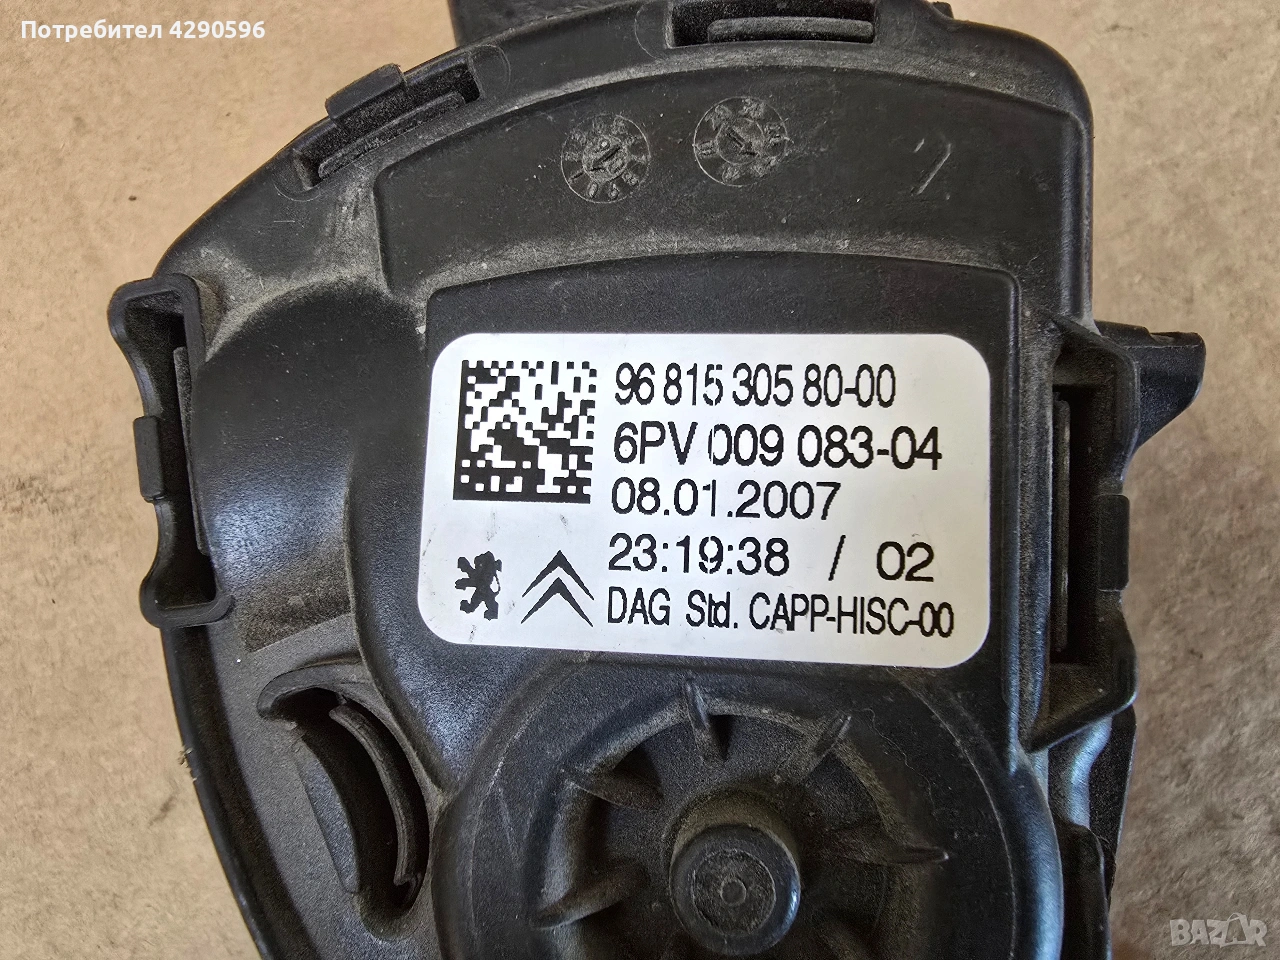 Потребител 4290596
96 815 305 80-00
6PV 009 083-04
08.01.2007
23:19:38 / 02
DAG Std. CAPP-HISC-00
BAZAR